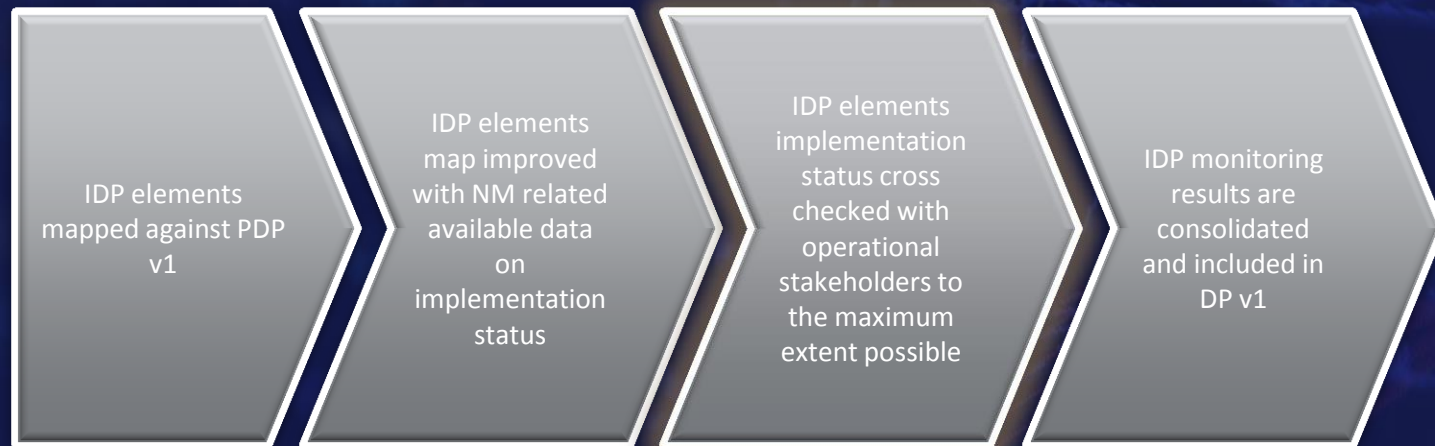 IDP elements
mapped against PDP
v1
IDP elements
map improved
with NM related
available data
on
implementation
status
IDP elements
implementation
status cross
checked with
operational
stakeholders to
the maximum
extent possible
IDP monitoring
results are
consolidated
and included in
DP v1